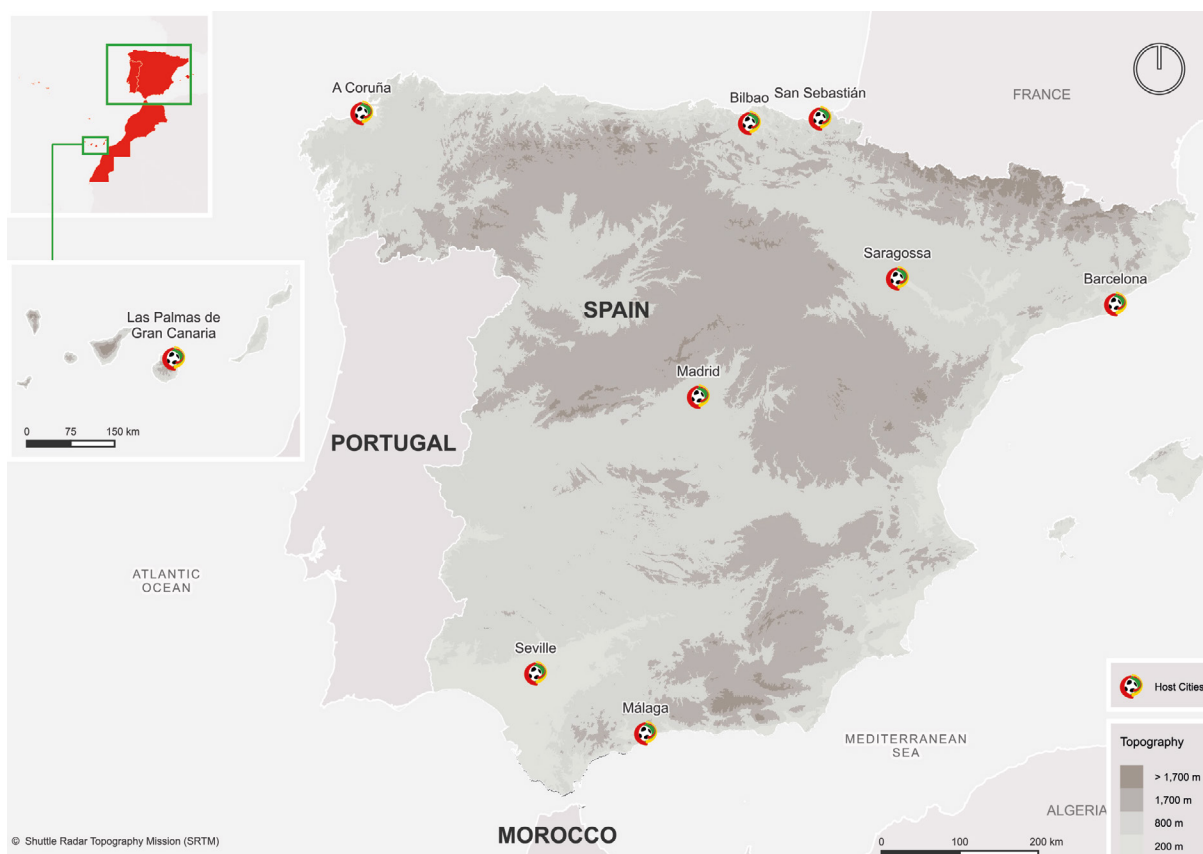 A Coruña
Bilbao
San Sebastián
FRANCE
Saragossa
Barcelona
Las Palmas de
Gran Canaria
SPAIN
Madrid
0 75 150 km
PORTUGAL
ATLANTIC
OCEAN
Seville
Málaga
MEDITERRANEAN
SEA
Host Cities
Topography
> 1,700 m
1,700 m
800 m
200 m
ALGERIA
MOROCCO
0 100 200 km
© Shuttle Radar Topography Mission (SRTM)